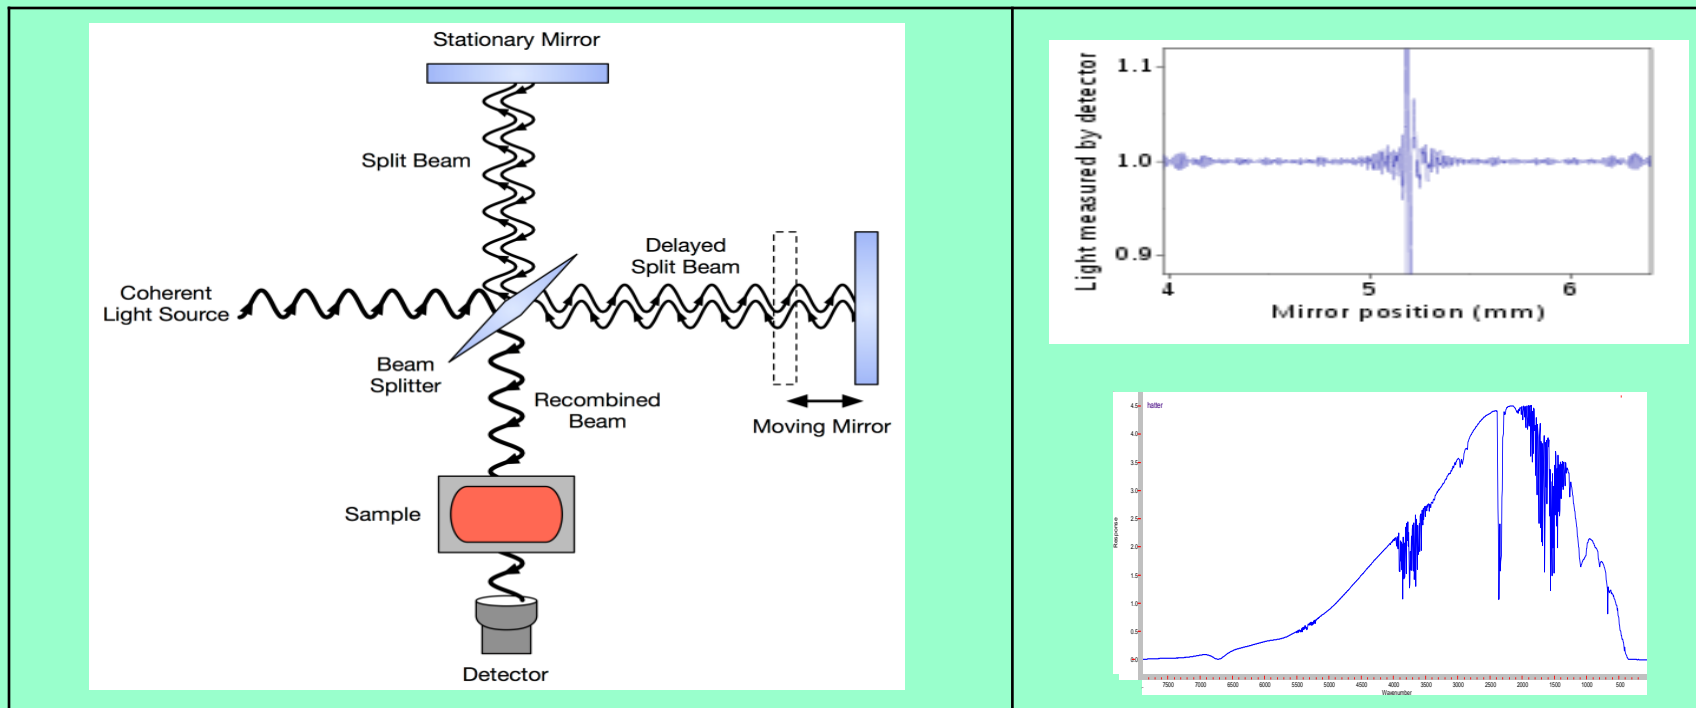 Stationary Mirror
Split Beam
Delayed
Split Beam
Coherent
Light Source
Beam
Splitter
Recombined
Beam
Moving Mirror
Sample
Detector
Light measured by detector
1.1
1.0
0.9
4 5 6
Mirror position (mm)
4.5
4.0
3.5
3.0
2.5
2.0
1.5
1.0
0.5
0.0
Response
7500 7000 6500 6000 5500 5000 4500 4000 3500 3000 2500 2000 1500 1000 500
Wavenumber